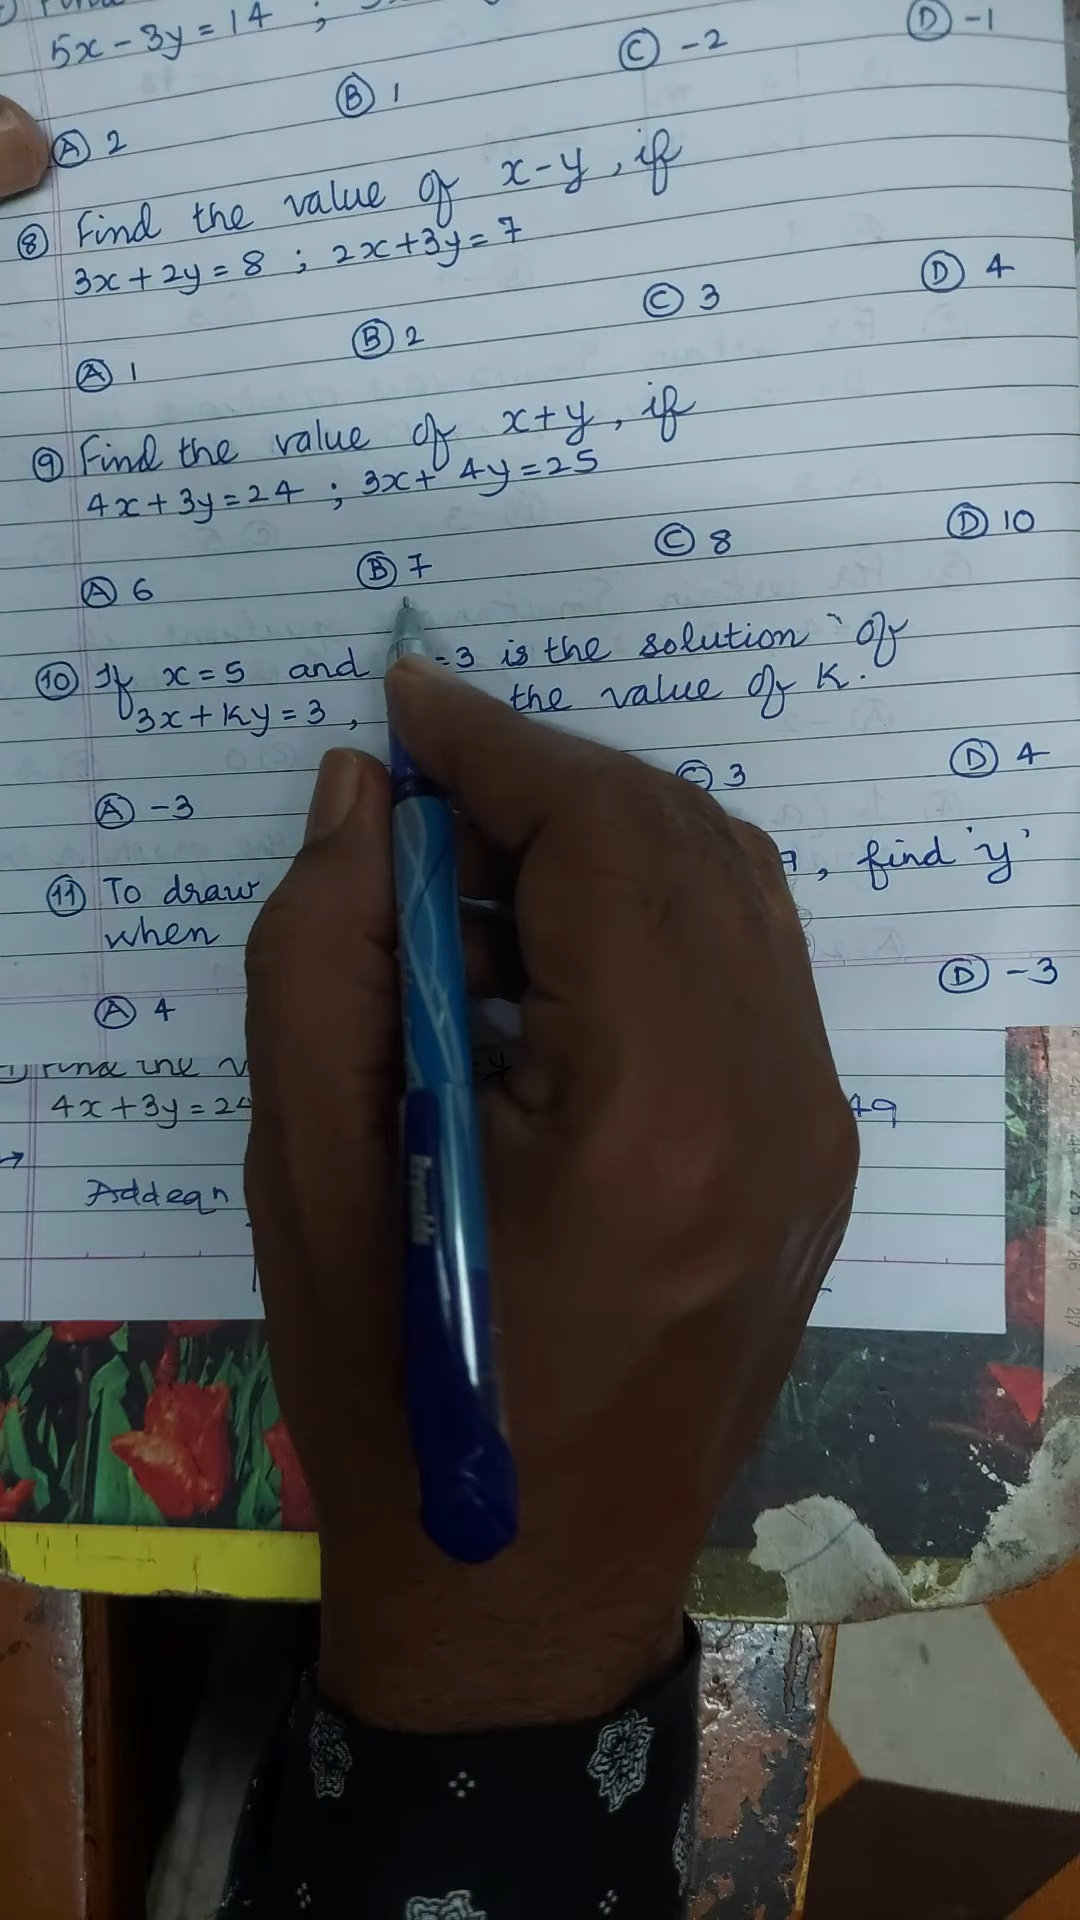 5x - 3y = 14 ;
Ⓐ 2 Ⓑ 1 Ⓒ -2 Ⓓ -1
⑧ Find the value of x-y, if
3x + 2y = 8 ; 2x + 3y = 7
Ⓐ 1 Ⓑ 2 Ⓒ 3 Ⓓ 4
⑨ Find the value of x+y, if
4x + 3y = 24 ; 3x + 4y = 25
Ⓐ 6 Ⓑ 7 Ⓒ 8 Ⓓ 10
⑩ If x = 5 and = 3 is the solution of
3x + Ky = 3 , the value of K.
Ⓐ -3 Ⓒ 3 Ⓓ 4
⑪ To draw , find 'y'
when
Ⓐ 4 Ⓓ -3
4x + 3y = 24 49
Add eqn